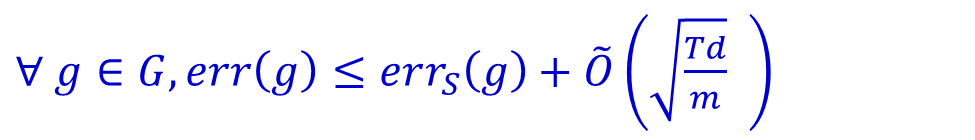 ∀ g ∈ G, err(g) ≤ err_S(g) + Õ(√(Td/m))